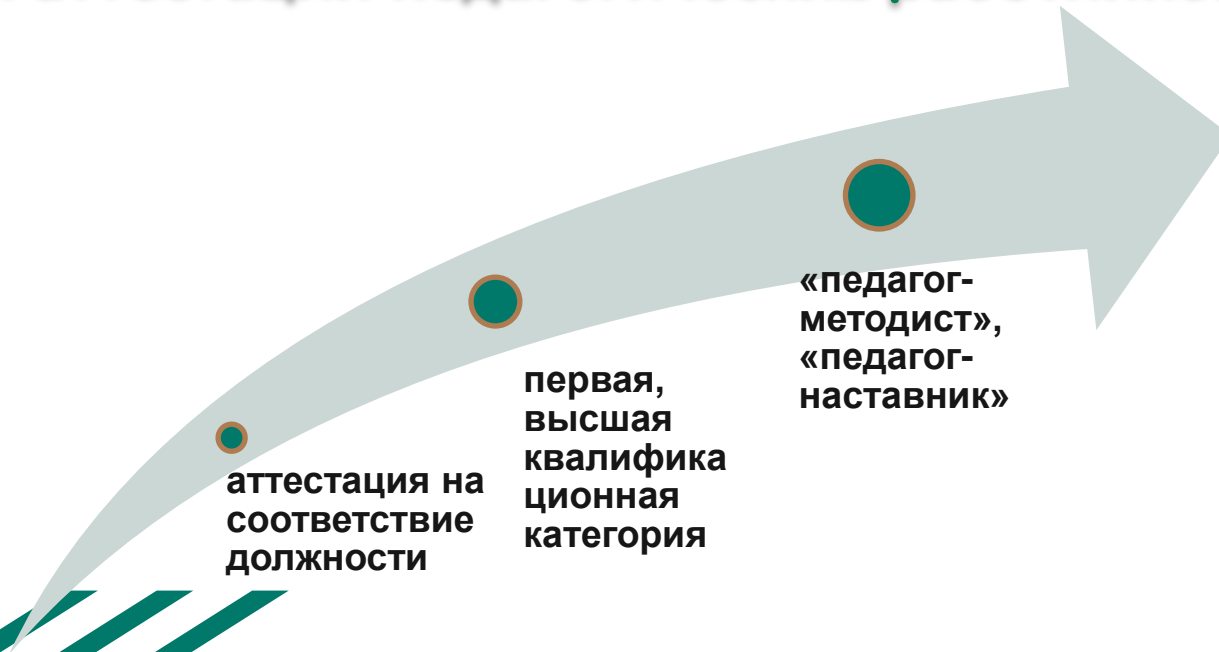 аттестация на
соответствие
должности
первая,
высшая
квалифика
ционная
категория
«педагог-
методист»,
«педагог-
наставник»